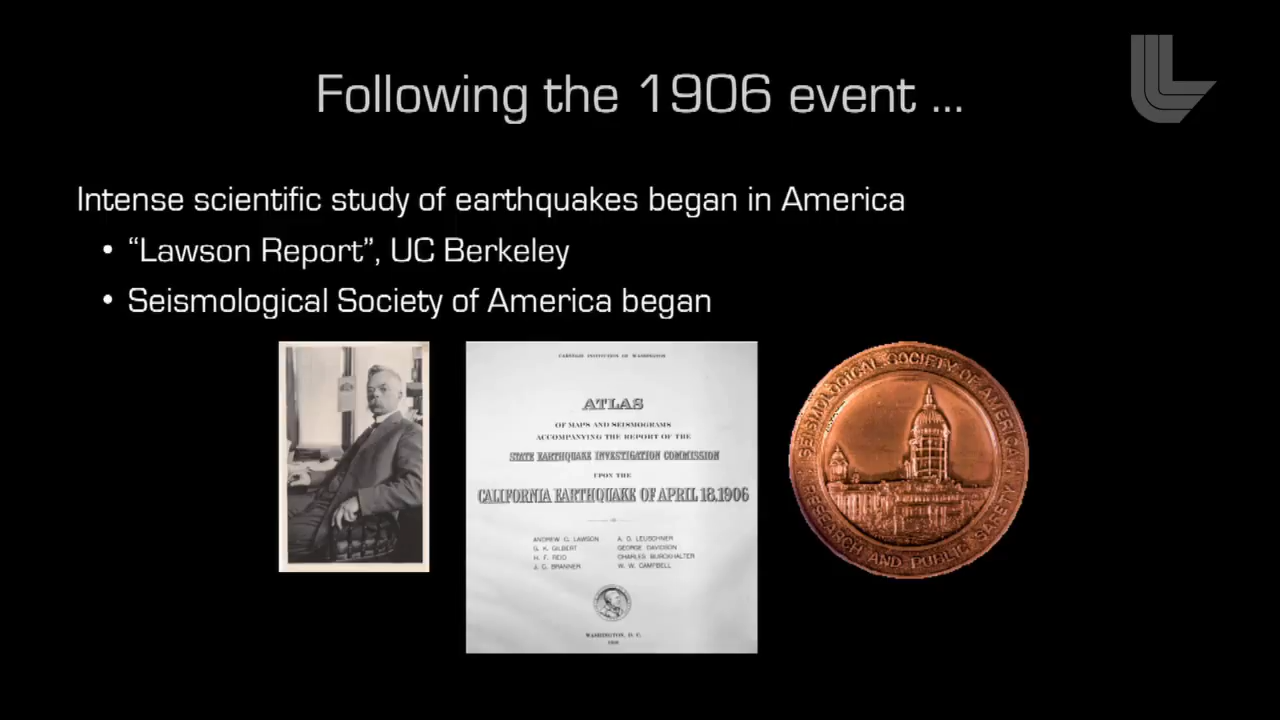 Following the 1906 event ...
Intense scientific study of earthquakes began in America
• “Lawson Report”, UC Berkeley
• Seismological Society of America began
CARNEGIE INSTITUTION OF WASHINGTON
ATLAS
OF MAPS AND SEISMOGRAMS
ACCOMPANYING THE REPORT OF THE
STATE EARTHQUAKE INVESTIGATION COMMISSION
UPON THE
CALIFORNIA EARTHQUAKE OF APRIL 18, 1906
ANDREW C. LAWSON
G. K. GILBERT
H. F. REID
J. C. BRANNER
A. O. LEUSCHNER
GEORGE DAVIDSON
CHARLES BURCKHALTER
W. W. CAMPBELL
WASHINGTON, D. C.
SEISMOLOGICAL SOCIETY OF AMERICA
RESEARCH AND PUBLIC SAFETY